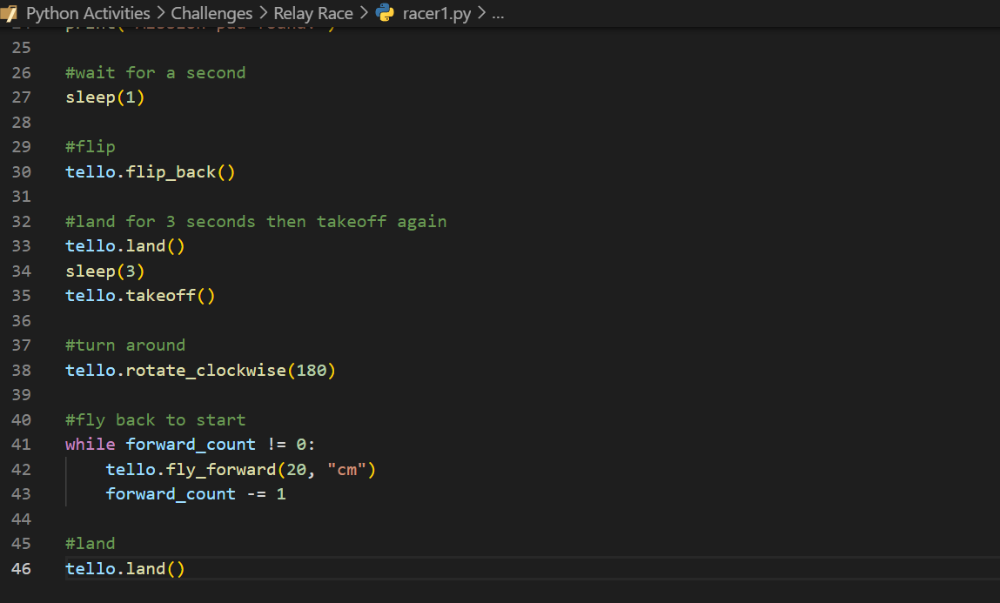 Python Activities > Challenges > Relay Race > racer1.py > ...
25
26 #wait for a second
27 sleep(1)
28
29 #flip
30 tello.flip_back()
31
32 #land for 3 seconds then takeoff again
33 tello.land()
34 sleep(3)
35 tello.takeoff()
36
37 #turn around
38 tello.rotate_clockwise(180)
39
40 #fly back to start
41 while forward_count != 0:
42     tello.fly_forward(20, "cm")
43     forward_count -= 1
44
45 #land
46 tello.land()